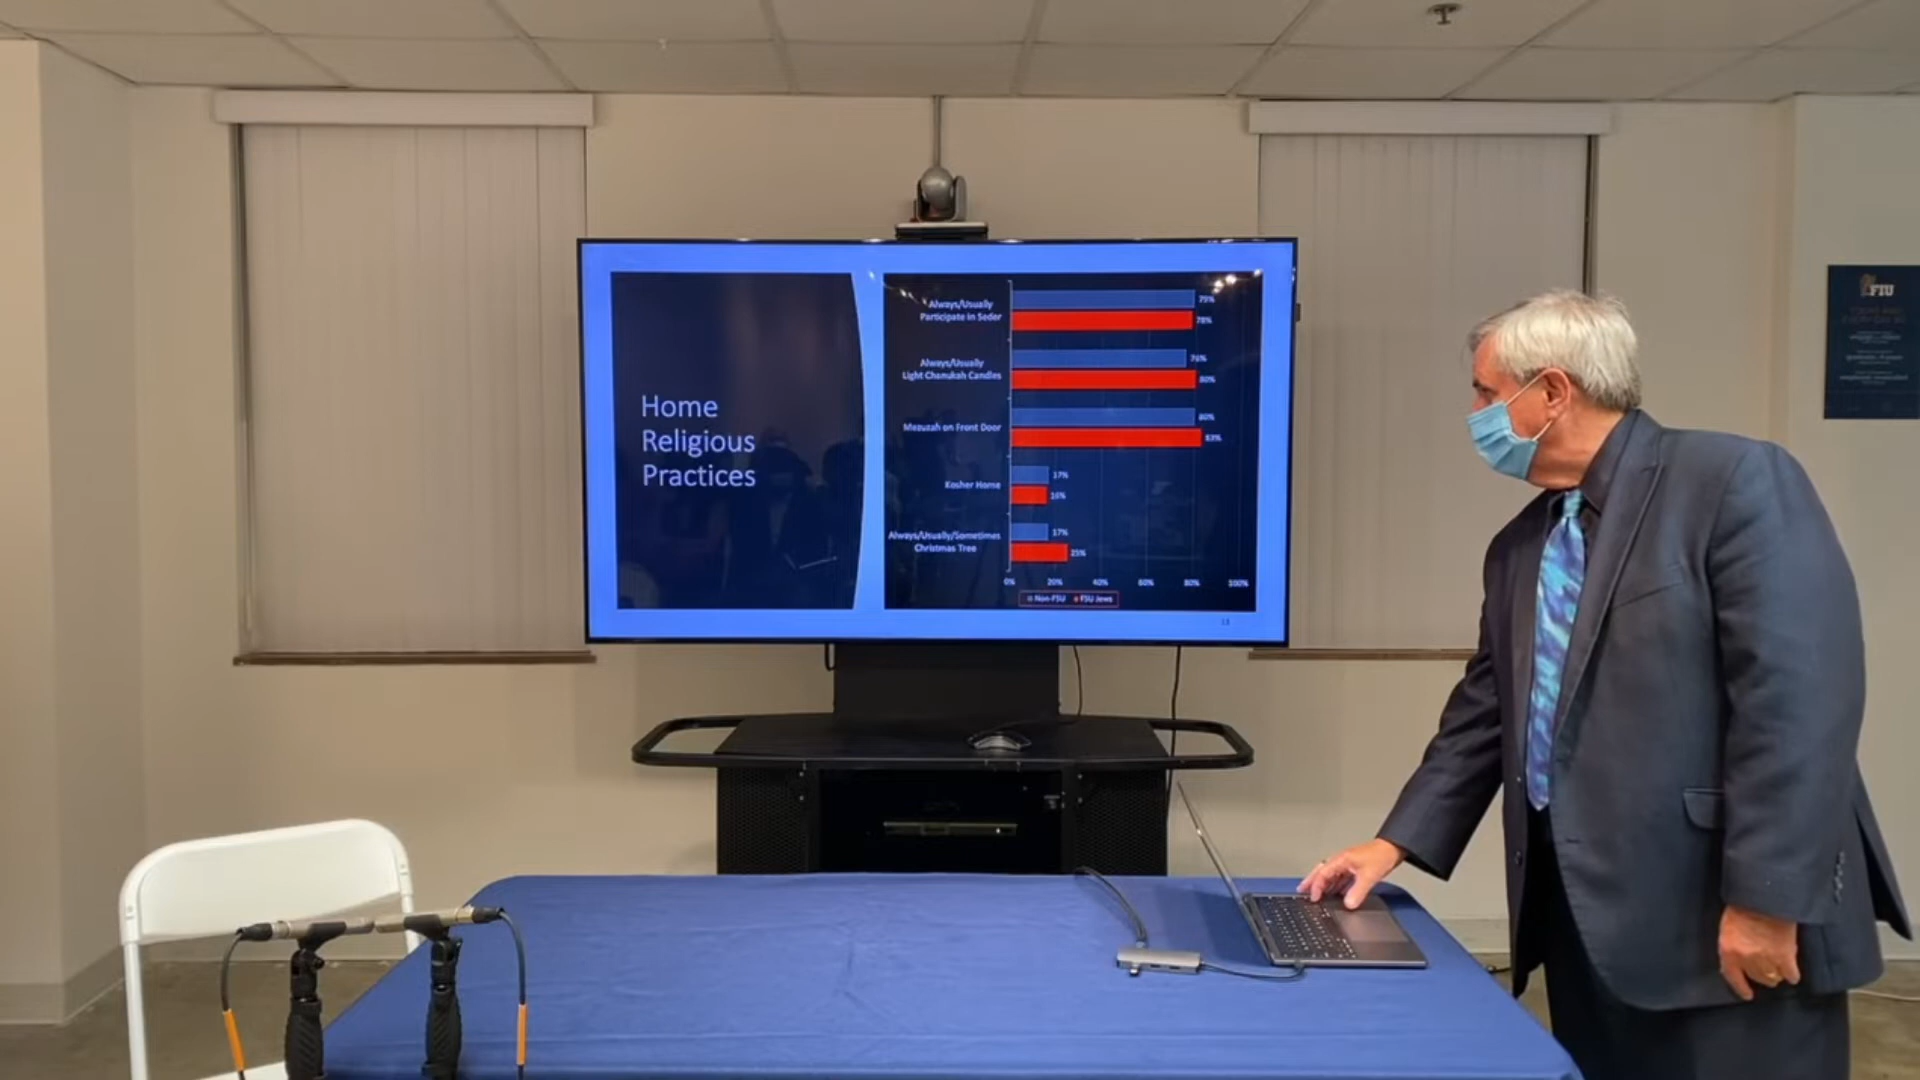 Home
Religious
Practices
Always/Usually
Participate in Seder
79%
78%
Always/Usually
Light Chanukah Candles
76%
80%
Mezuzah on Front Door
80%
83%
Kosher Home
17%
16%
Always/Usually/Sometimes
Christmas Tree
17%
25%
0% 20% 40% 60% 80% 100%
Non-FSU FSU Jews
13
FIU